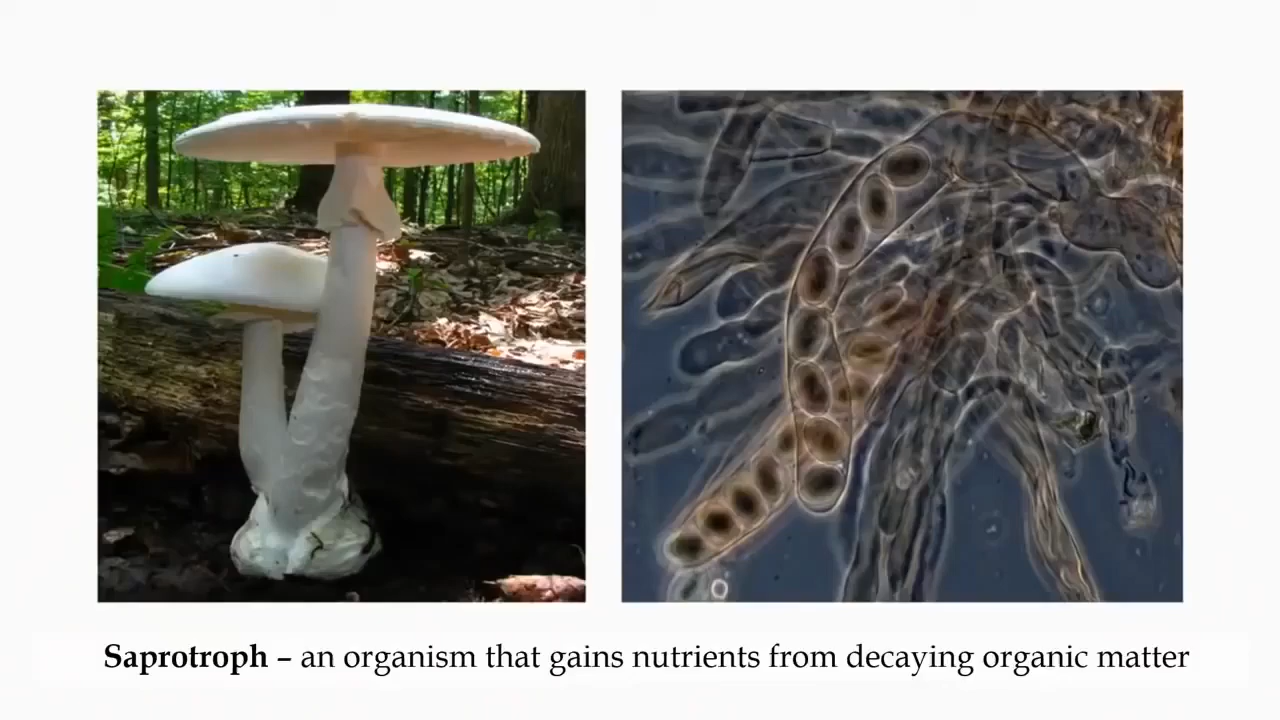 Saprotroph – an organism that gains nutrients from decaying organic matter